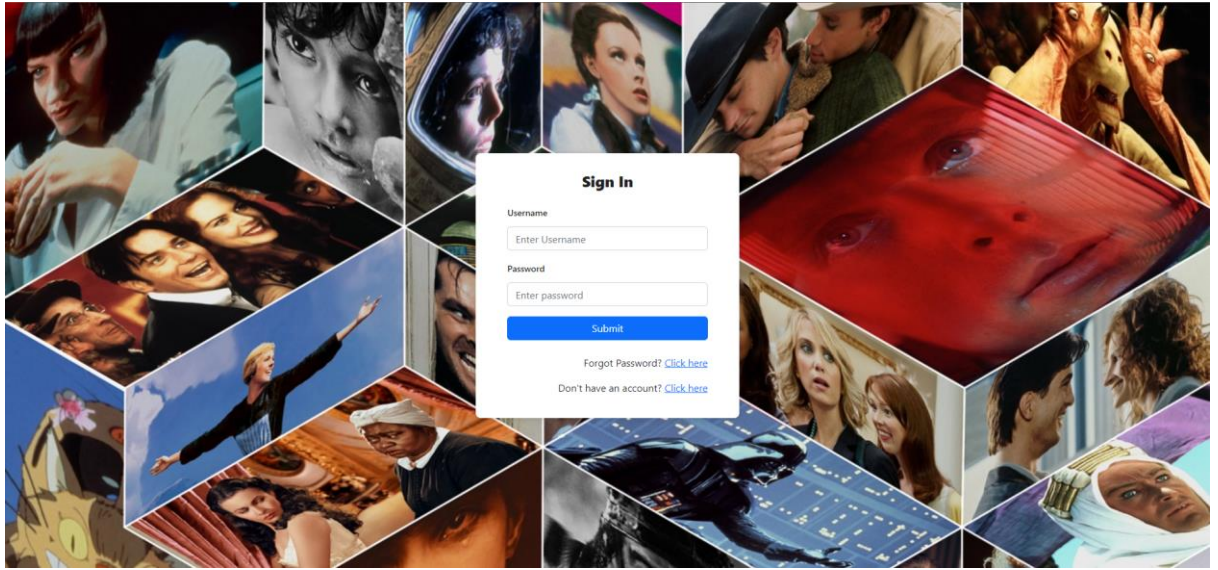 Sign In
Username
Enter Username
Password
Enter password
Submit
Forgot Password? Click here
Don't have an account? Click here